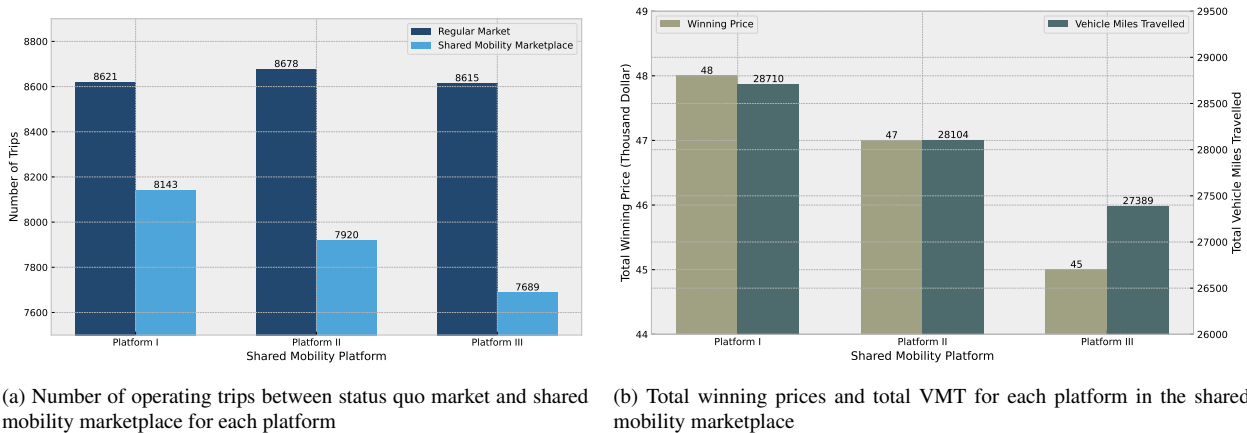 Number of Trips
8800
8600
8400
8200
8000
7800
7600
Regular Market
Shared Mobility Marketplace
8621
8143
8678
7920
8615
7689
Platform I
Platform II
Platform III
Shared Mobility Platform
(a) Number of operating trips between status quo market and shared
mobility marketplace for each platform
Total Winning Price (Thousand Dollar)
49
48
47
46
45
44
Winning Price
Vehicle Miles Travelled
48
28710
47
28104
45
27389
29500
29000
28500
28000
27500
27000
26500
26000
Total Vehicle Miles Travelled
Platform I
Platform II
Platform III
Shared Mobility Platform
(b) Total winning prices and total VMT for each platform in the shared
mobility marketplace